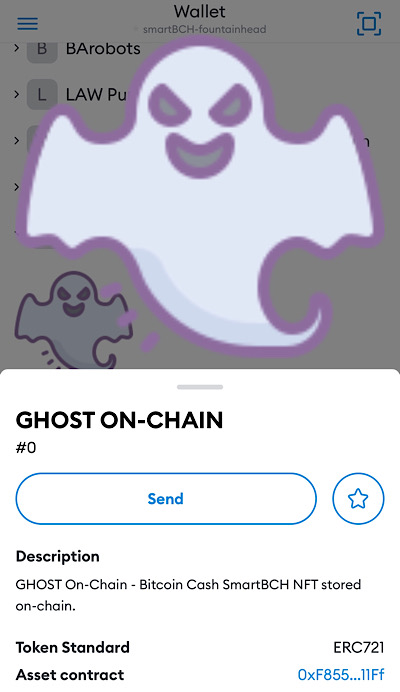 Wallet
smartBCH-fountainhead
B BArobots
L LAW Pu
n
GHOST ON-CHAIN
#0
Send
Description
GHOST On-Chain - Bitcoin Cash SmartBCH NFT stored
on-chain.
Token Standard ERC721
Asset contract 0xF855...11Ff